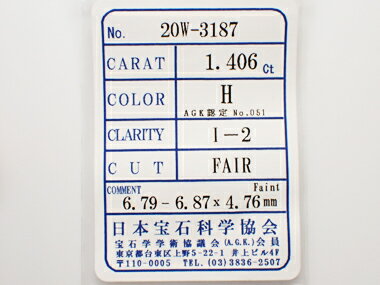 No. 20W-3187
CARAT 1.406 Ct
COLOR H
AGK認定 No.051
CLARITY I-2
CUT FAIR
COMMENT Faint
6.79 - 6.87 x 4.76 mm
日本宝石科学協会
宝石学学術協議会(A.G.K.)会員
東京都台東区上野5-22-1 井上ビル4F
〒110-0005 TEL.(03)3836-2507